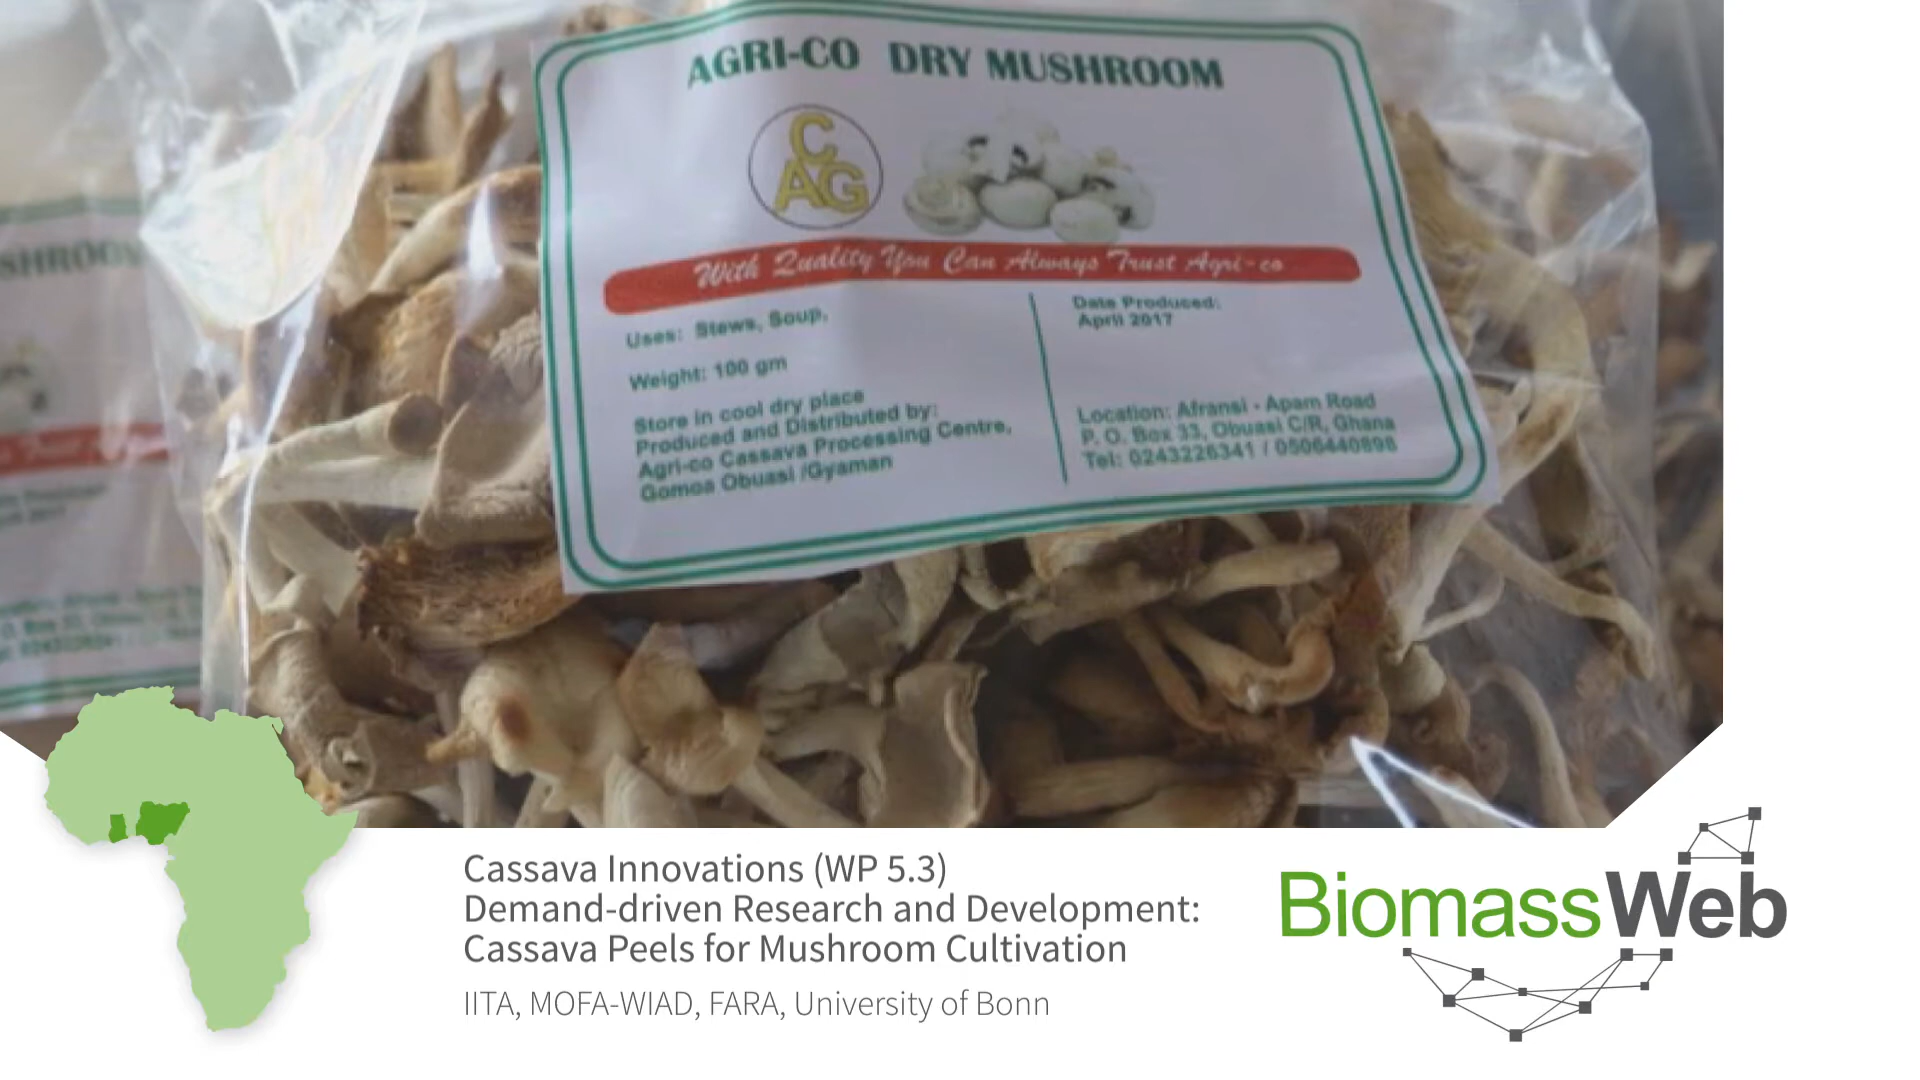 AGRI-CO DRY MUSHROOM
C
AG
With Quality You Can Always Trust Agri-co
Uses: Stews, Soup,
Weight: 100 gm
Store in cool dry place
Produced and Distributed by:
Agri-co Cassava Processing Centre,
Gomoa Obuasi /Gyaman
Date Produced:
April 2017
Location: Afransi - Apam Road
P. O. Box 33, Obuasi C/R, Ghana
Tel: 0243226341 / 0506440898
SHROOM
Cassava Innovations (WP 5.3)
Demand-driven Research and Development:
Cassava Peels for Mushroom Cultivation
IITA, MOFA-WIAD, FARA, University of Bonn
BiomassWeb